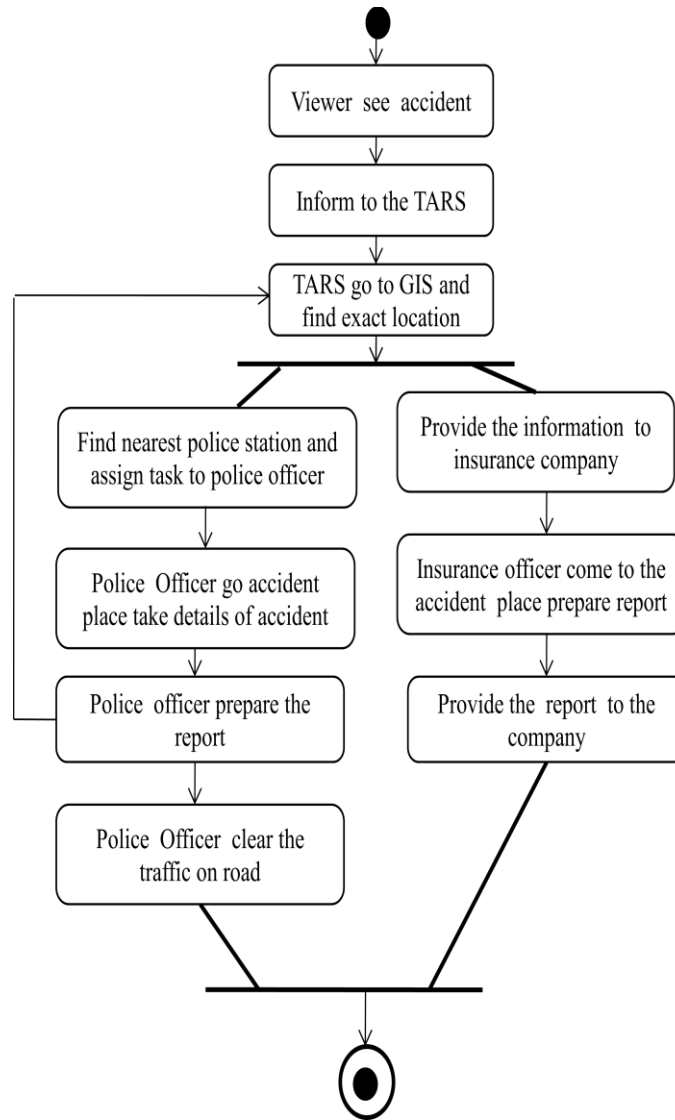 Viewer see accident
Inform to the TARS
TARS go to GIS and
find exact location
Find nearest police station and
assign task to police officer
Police Officer go accident
place take details of accident
Police officer prepare the
report
Police Officer clear the
traffic on road
Provide the information to
insurance company
Insurance officer come to the
accident place prepare report
Provide the report to the
company